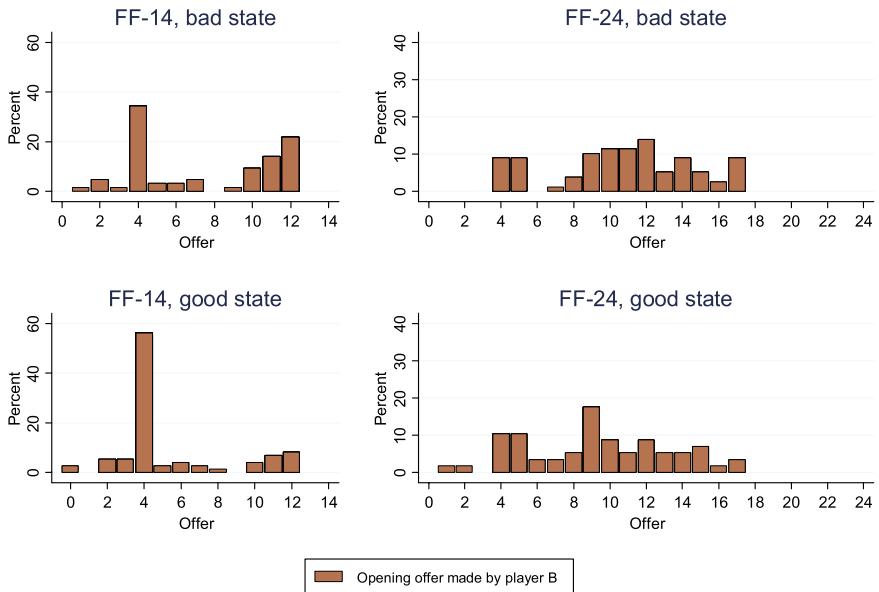 FF-14, bad state
Percent
60
40
20
0
0 2 4 6 8 10 12 14
Offer
FF-24, bad state
Percent
40
30
20
10
0
0 2 4 6 8 10 12 14 16 18 20 22 24
Offer
FF-14, good state
Percent
60
40
20
0
0 2 4 6 8 10 12 14
Offer
FF-24, good state
Percent
40
30
20
10
0
0 2 4 6 8 10 12 14 16 18 20 22 24
Offer
Opening offer made by player B